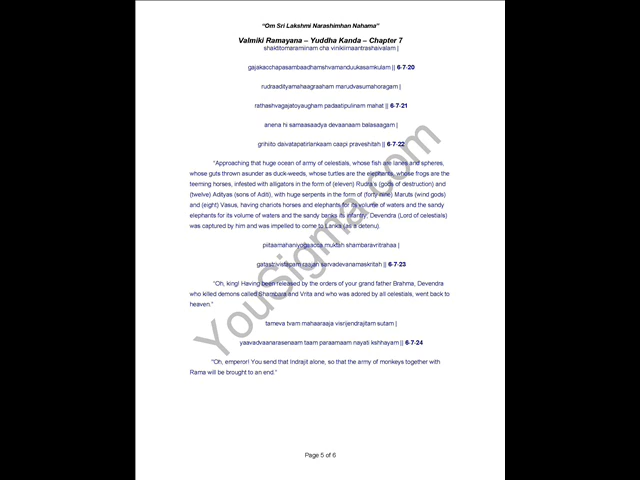 “Om Sri Lakshmi Narashimhan Nahama”
Valmiki Ramayana – Yuddha Kanda – Chapter 7
shaktitomaramiinam cha vinikiirnaantrashaivalam |
gajakacchapasambaadhamshvamanduukasamkulam || 6-7-20
rudraadityamahaagraaham marudvasumahoragam |
rathashvagajatoyaugham padaatipulinam mahat || 6-7-21
anena hi samaasaadya devaanaam balasaagam |
grihiito daivatapatirlankaam caapi praveshitah || 6-7-22
“Approaching that huge ocean of army of celestials, whose fish are lanes and spheres,
whose guts thrown asunder as duck-weeds, whose turtles are the elephants, whose frogs are the
teeming horses, infested with alligators in the form of (eleven) Rudra's (gods of destruction) and
(twelve) Adityas (sons of Aditi), with huge serpents in the form of (forty-nine) Maruts (wind gods)
and (eight) Vasus, having chariots horses and elephants for its volume of waters and the sandy
elephants for its volume of waters and the sandy banks its infantry, Devendra (Lord of celestials)
was captured by him and was impelled to come to Lanka (as a detenu).
piitaamahaniyogaacca muktah shambaravritrahaa |
gatastrivistapam raajan sarvadevanamaskritah || 6-7-23
“Oh, king! Having been released by the orders of your grand father Brahma, Devendra
who killed demons called Shambara and Vrita and who was adored by all celestials, went back to
heaven.”
tameva tvam mahaaraaja visrijendrajitam sutam |
yaavadvaanarasenaam taam paraamaam nayati kshhayam || 6-7-24
“Oh, emperor! You send that Indrajit alone, so that the army of monkeys together with
Rama will be brought to an end.”
Page 5 of 6
YouSigma.com